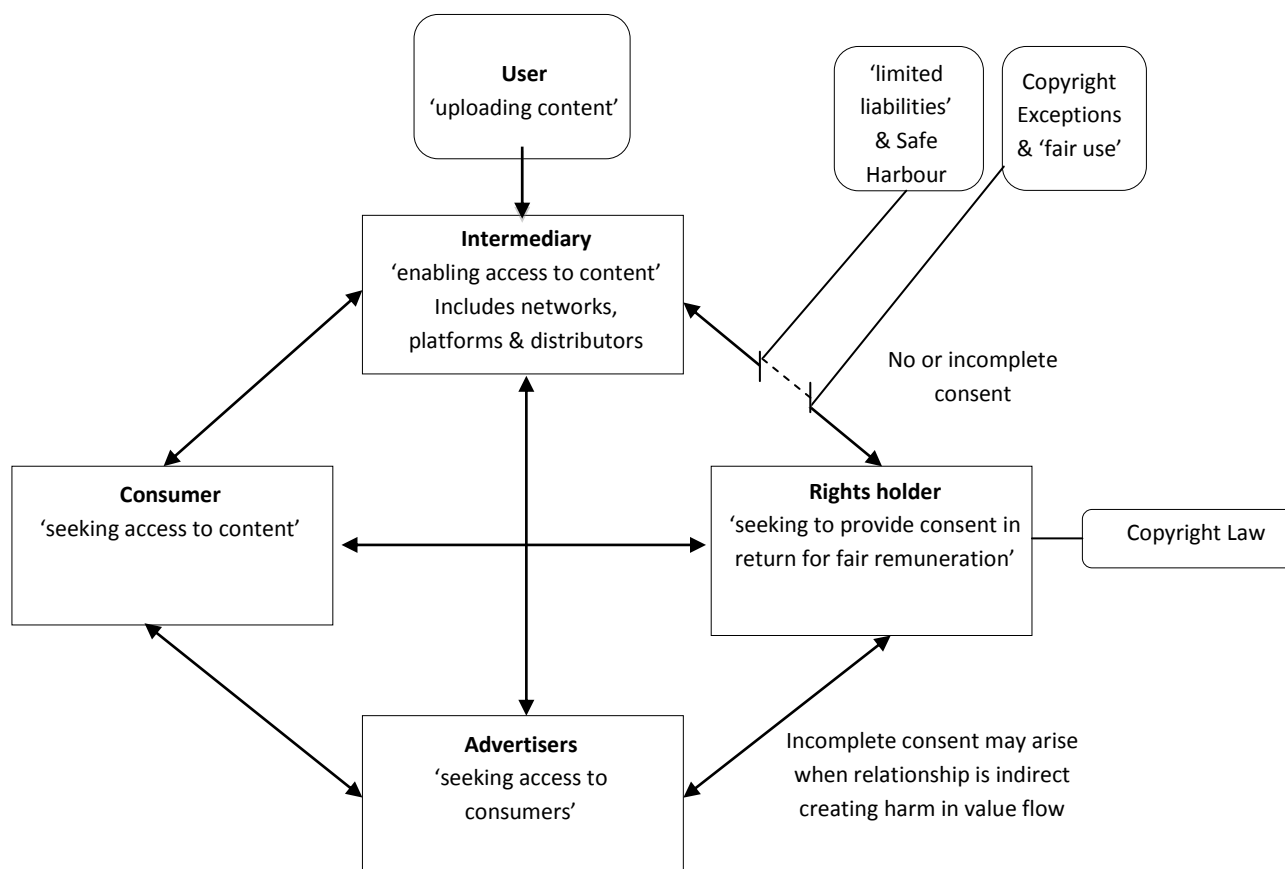 User
‘uploading content’
‘limited
liabilities’
& Safe
Harbour
Copyright
Exceptions
& ‘fair use’
Intermediary
‘enabling access to content’
Includes networks,
platforms & distributors
No or incomplete
consent
Consumer
‘seeking access to content’
Rights holder
‘seeking to provide consent in
return for fair remuneration’
Copyright Law
Advertisers
‘seeking access to
consumers’
Incomplete consent may arise
when relationship is indirect
creating harm in value flow